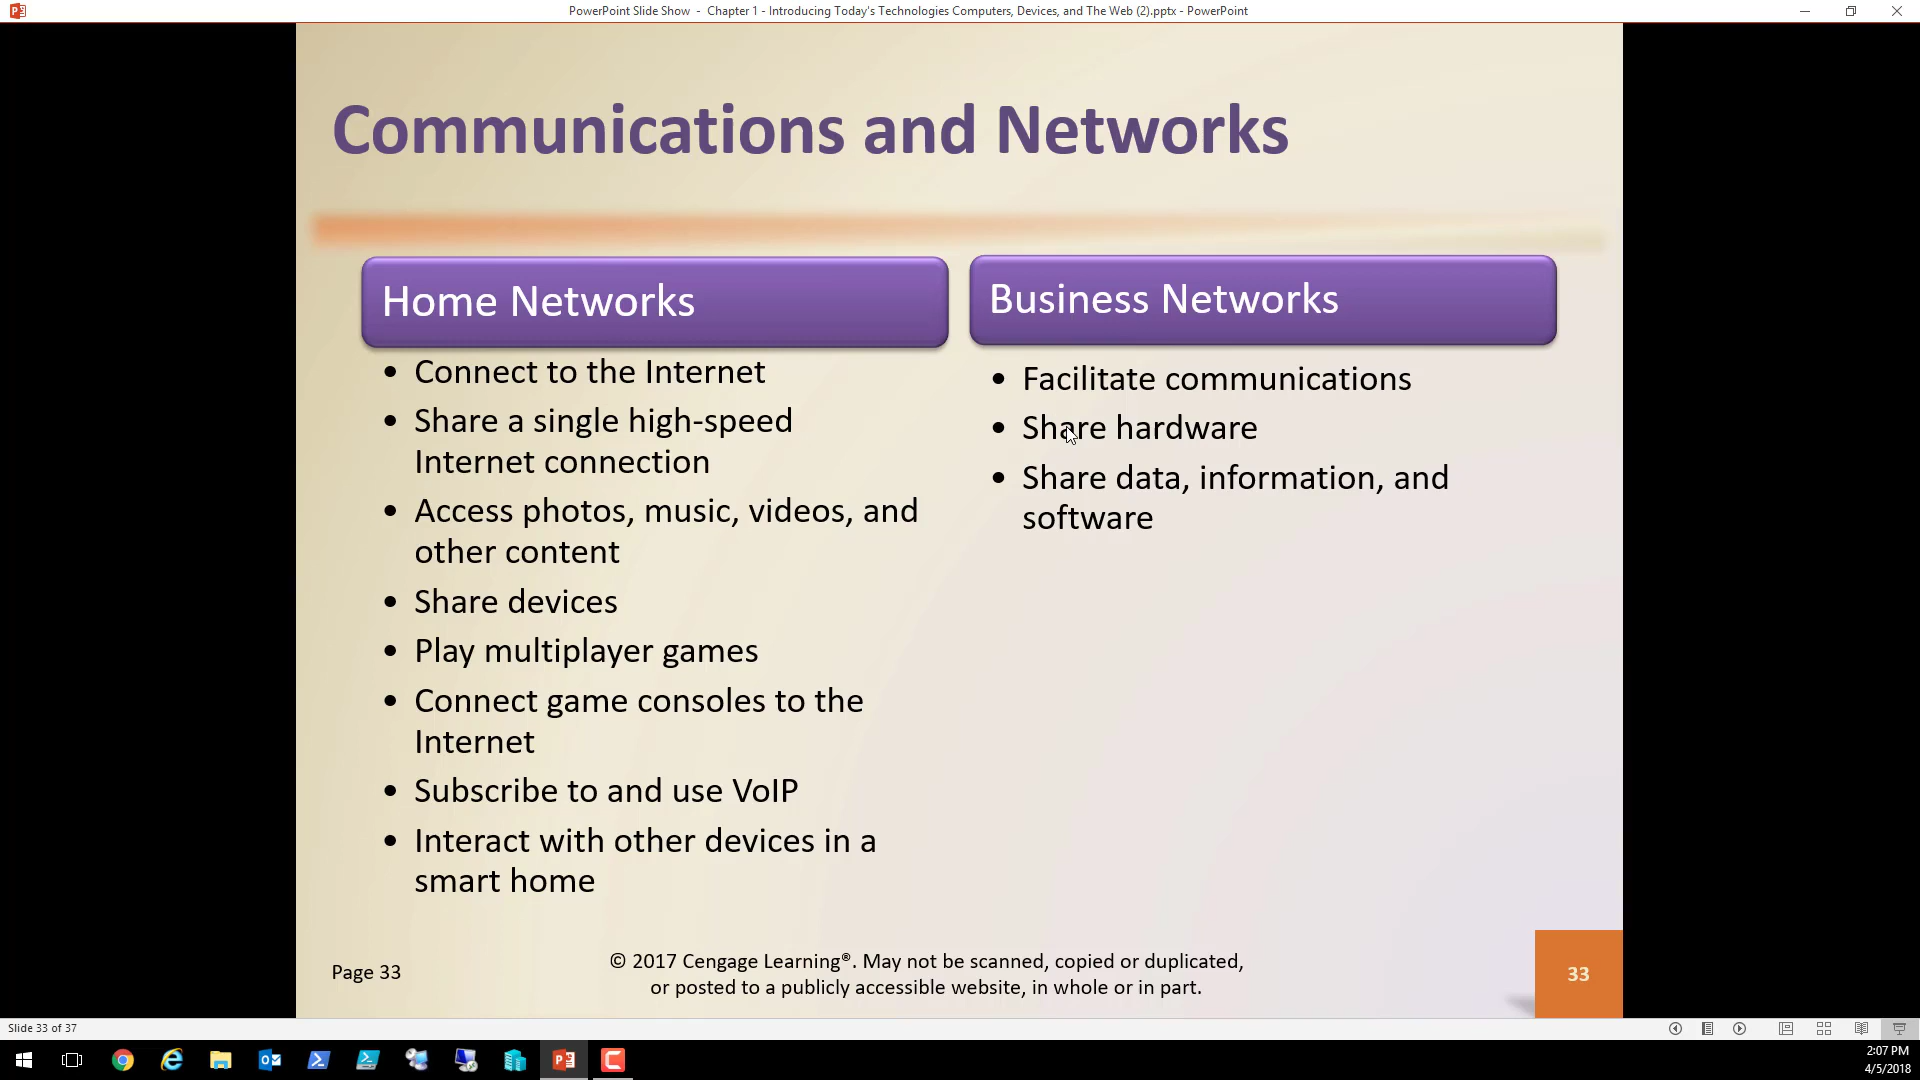 PowerPoint Slide Show - Chapter 1 - Introducing Today's Technologies Computers, Devices, and The Web (2).pptx - PowerPoint
Communications and Networks
Home Networks
• Connect to the Internet
• Share a single high-speed
Internet connection
• Access photos, music, videos, and
other content
• Share devices
• Play multiplayer games
• Connect game consoles to the
Internet
• Subscribe to and use VoIP
• Interact with other devices in a
smart home
Business Networks
• Facilitate communications
• Share hardware
• Share data, information, and
software
Page 33
© 2017 Cengage Learning®. May not be scanned, copied or duplicated,
or posted to a publicly accessible website, in whole or in part.
33
Slide 33 of 37
2:07 PM
4/5/2018